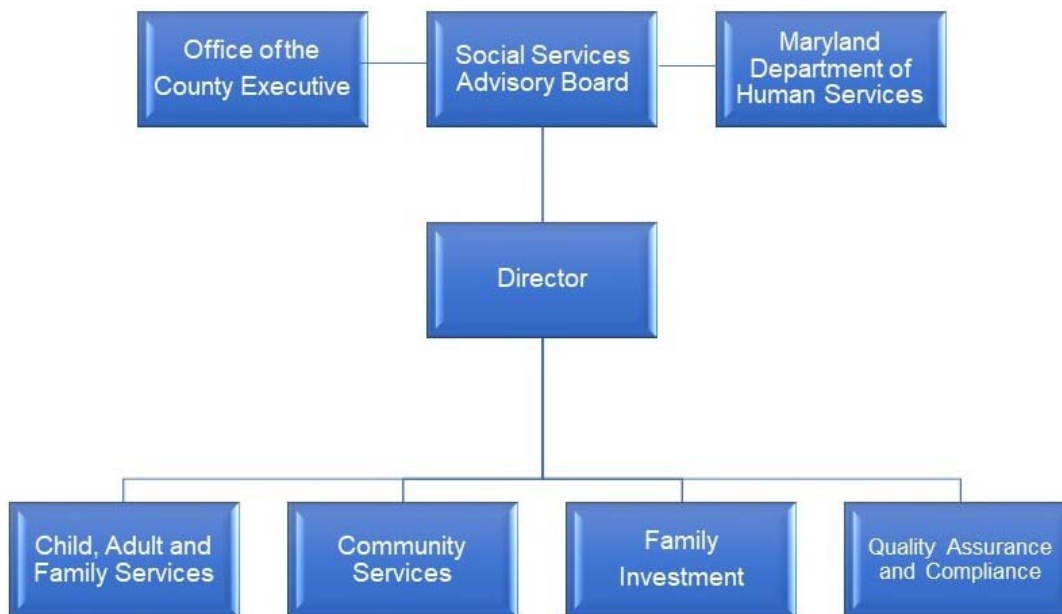 Office of the
County Executive
Social Services
Advisory Board
Maryland
Department of
Human Services
Director
Child, Adult and
Family Services
Community
Services
Family
Investment
Quality Assurance
and Compliance